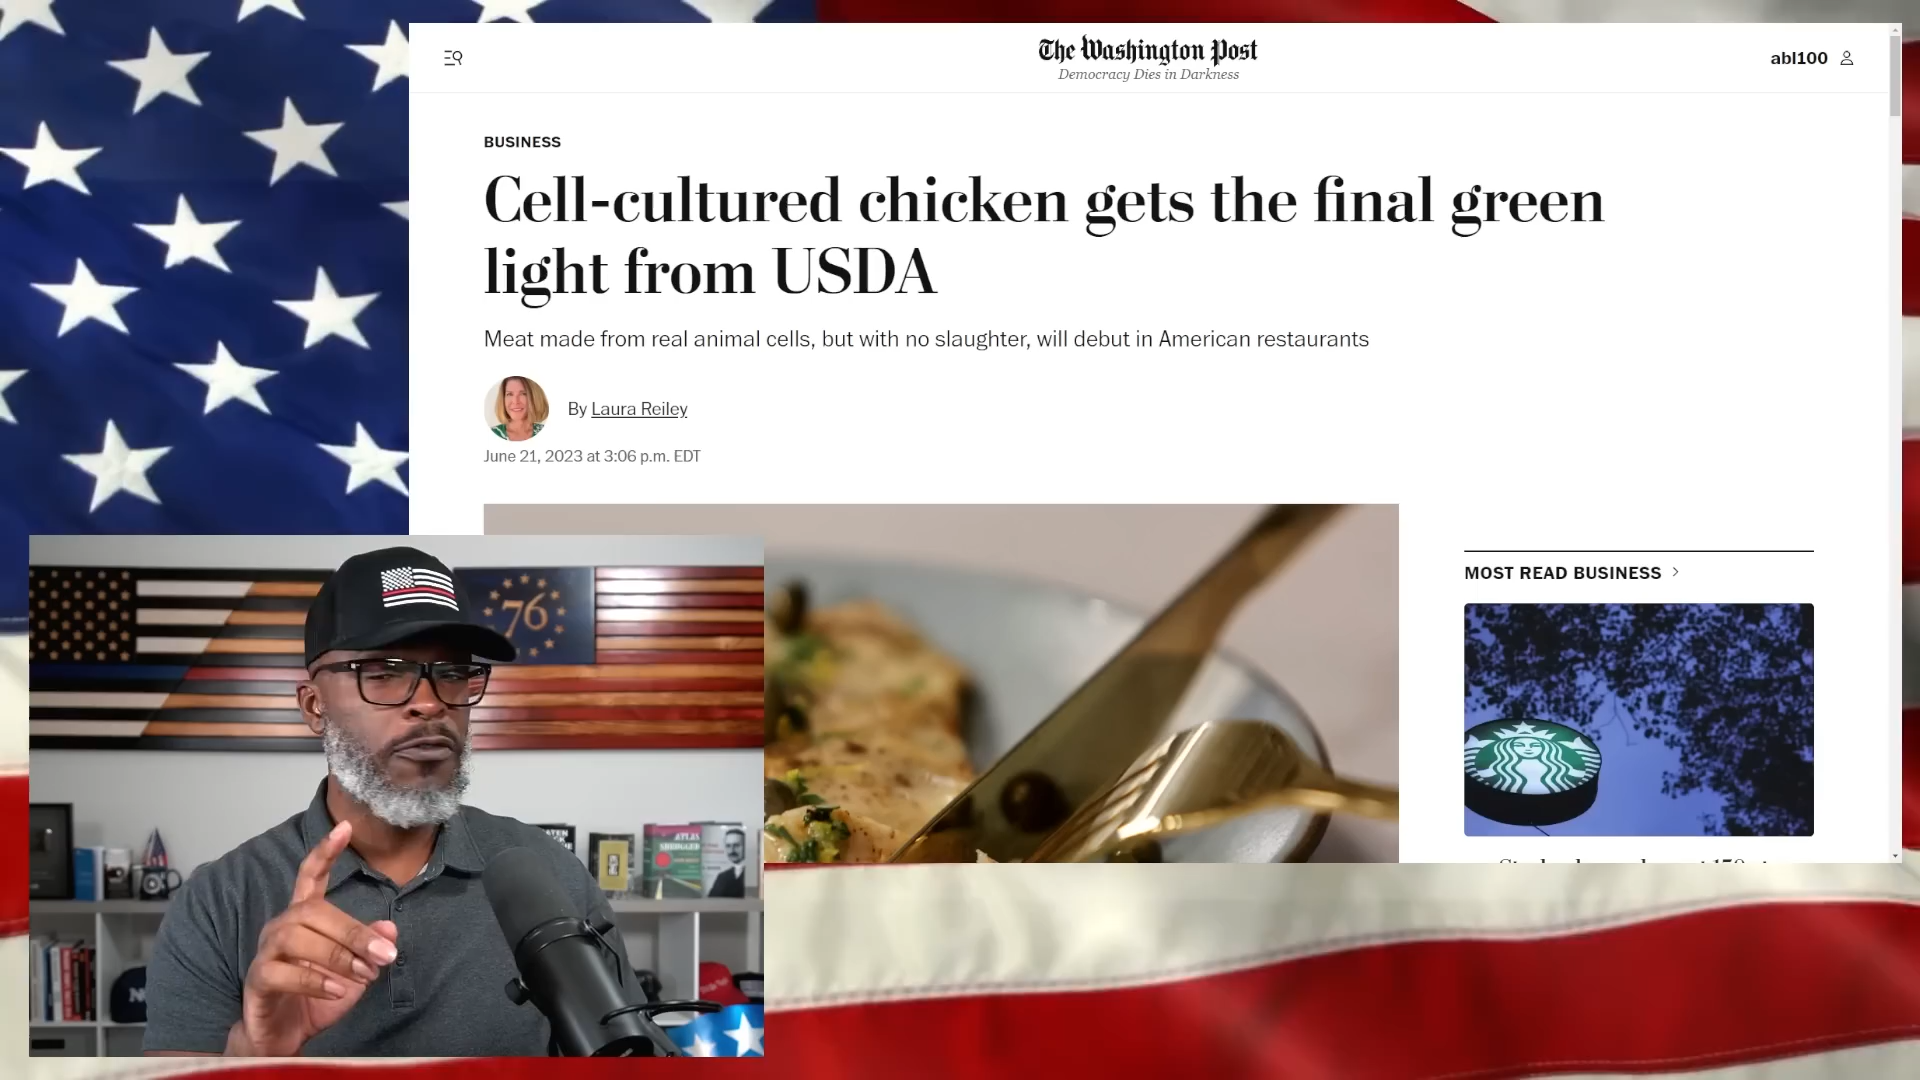 The Washington Post
Democracy Dies in Darkness
abl100
BUSINESS
Cell-cultured chicken gets the final green
light from USDA
Meat made from real animal cells, but with no slaughter, will debut in American restaurants
By Laura Reiley
June 21, 2023 at 3:06 p.m. EDT
MOST READ BUSINESS
76
ATLAS
SHRUGGED